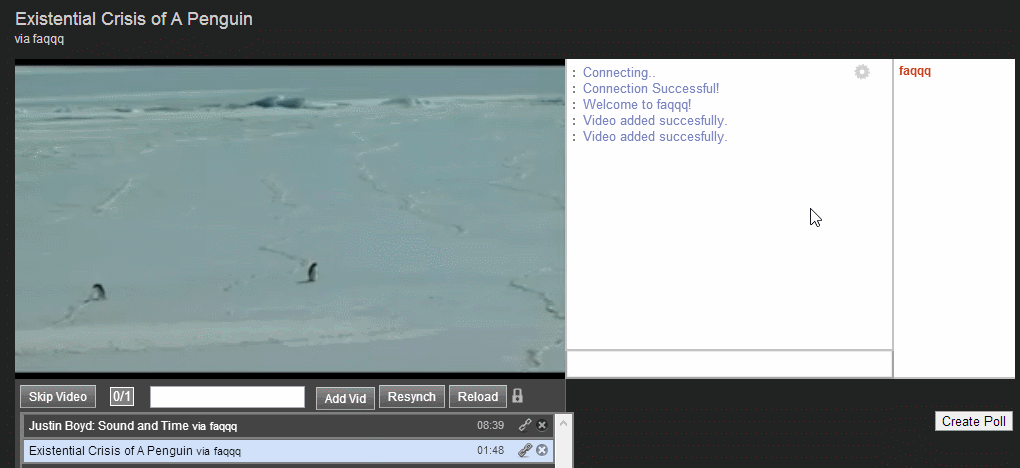 Existential Crisis of A Penguin
via faqqq
: Connecting..
: Connection Successful!
: Welcome to faqqq!
: Video added succesfully.
: Video added succesfully.
faqqq
Skip Video 0/1 Add Vid Resynch Reload
Create Poll
Justin Boyd: Sound and Time via faqqq 08:39
Existential Crisis of A Penguin via faqqq 01:48